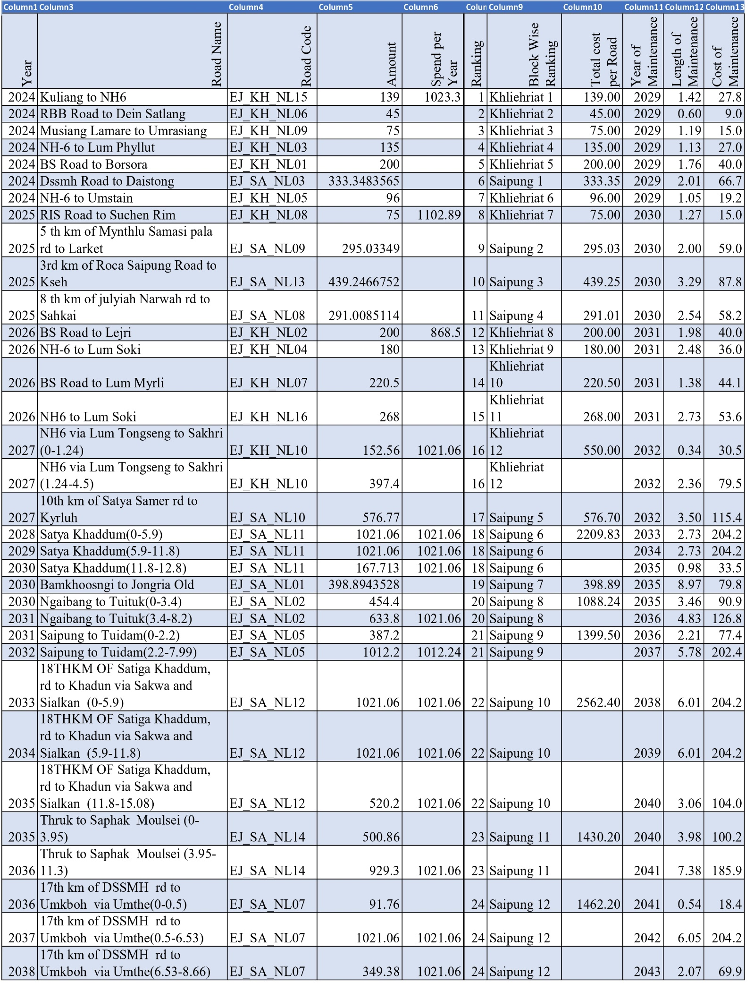 Column1 Column3 Column4 Column5 Column6 Colun Column9 Column10 Column11 Column12 Column13
Year Road Name Road Code Amount Spend per Year Ranking Block Wise Ranking Total cost per Road Year of Maintenance Length of Maintenance Cost of Maintenance
2024 Kuliang to NH6 EJ_KH_NL15 139 1023.3 1 Khliehriat 1 139.00 2029 1.42 27.8
2024 RBB Road to Dein Satlang EJ_KH_NL06 45 2 Khliehriat 2 45.00 2029 0.60 9.0
2024 Musiang Lamare to Umrasiang EJ_KH_NL09 75 3 Khliehriat 3 75.00 2029 1.19 15.0
2024 NH-6 to Lum Phyllut EJ_KH_NL03 135 4 Khliehriat 4 135.00 2029 1.13 27.0
2024 BS Road to Borsora EJ_KH_NL01 200 5 Khliehriat 5 200.00 2029 1.76 40.0
2024 Dssmh Road to Daistong EJ_SA_NL03 333.3483565 6 Saipung 1 333.35 2029 2.01 66.7
2024 NH-6 to Umstain EJ_KH_NL05 96 7 Khliehriat 6 96.00 2029 1.05 19.2
2025 RIS Road to Suchen Rim EJ_KH_NL08 75 1102.89 8 Khliehriat 7 75.00 2030 1.27 15.0
5 th km of Mynthlu Samasi pala
2025 rd to Larket EJ_SA_NL09 295.03349 9 Saipung 2 295.03 2030 2.00 59.0
3rd km of Roca Saipung Road to
2025 Kseh EJ_SA_NL13 439.2466752 10 Saipung 3 439.25 2030 3.29 87.8
8 th km of julyiah Narwah rd to
2025 Sahkai EJ_SA_NL08 291.0085114 11 Saipung 4 291.01 2030 2.54 58.2
2026 BS Road to Lejri EJ_KH_NL02 200 868.5 12 Khliehriat 8 200.00 2031 1.98 40.0
2026 NH-6 to Lum Soki EJ_KH_NL04 180 13 Khliehriat 9 180.00 2031 2.48 36.0
Khliehriat
2026 BS Road to Lum Myrli EJ_KH_NL07 220.5 14 10 220.50 2031 1.38 44.1
Khliehriat
2026 NH6 to Lum Soki EJ_KH_NL16 268 15 11 268.00 2031 2.73 53.6
NH6 via Lum Tongseng to Sakhri Khliehriat
2027 (0-1.24) EJ_KH_NL10 152.56 1021.06 16 12 550.00 2032 0.34 30.5
NH6 via Lum Tongseng to Sakhri Khliehriat
2027 (1.24-4.5) EJ_KH_NL10 397.4 16 12 2032 2.36 79.5
10th km of Satya Samer rd to
2027 Kyrluh EJ_SA_NL10 576.77 17 Saipung 5 576.70 2032 3.50 115.4
2028 Satya Khaddum(0-5.9) EJ_SA_NL11 1021.06 1021.06 18 Saipung 6 2209.83 2033 2.73 204.2
2029 Satya Khaddum(5.9-11.8) EJ_SA_NL11 1021.06 1021.06 18 Saipung 6 2034 2.73 204.2
2030 Satya Khaddum(11.8-12.8) EJ_SA_NL11 167.713 1021.06 18 Saipung 6 2035 0.98 33.5
2030 Bamkhoosngi to Jongria Old EJ_SA_NL01 398.8943528 19 Saipung 7 398.89 2035 8.97 79.8
2030 Ngaibang to Tuituk(0-3.4) EJ_SA_NL02 454.4 20 Saipung 8 1088.24 2035 3.46 90.9
2031 Ngaibang to Tuituk(3.4-8.2) EJ_SA_NL02 633.8 1021.06 20 Saipung 8 2036 4.83 126.8
2031 Saipung to Tuidam(0-2.2) EJ_SA_NL05 387.2 21 Saipung 9 1399.50 2036 2.21 77.4
2032 Saipung to Tuidam(2.2-7.99) EJ_SA_NL05 1012.2 1012.24 21 Saipung 9 2037 5.78 202.4
18THKM OF Satiga Khaddum,
rd to Khadun via Sakwa and
2033 Sialkan (0-5.9) EJ_SA_NL12 1021.06 1021.06 22 Saipung 10 2562.40 2038 6.01 204.2
18THKM OF Satiga Khaddum,
rd to Khadun via Sakwa and
2034 Sialkan (5.9-11.8) EJ_SA_NL12 1021.06 1021.06 22 Saipung 10 2039 6.01 204.2
18THKM OF Satiga Khaddum,
rd to Khadun via Sakwa and
2035 Sialkan (11.8-15.08) EJ_SA_NL12 520.2 1021.06 22 Saipung 10 2040 3.06 104.0
Thruk to Saphak Moulsei (0-
2035 3.95) EJ_SA_NL14 500.86 23 Saipung 11 1430.20 2040 3.98 100.2
Thruk to Saphak Moulsei (3.95-
2036 11.3) EJ_SA_NL14 929.3 1021.06 23 Saipung 11 2041 7.38 185.9
17th km of DSSMH rd to
2036 Umkboh via Umthe(0-0.5) EJ_SA_NL07 91.76 24 Saipung 12 1462.20 2041 0.54 18.4
17th km of DSSMH rd to
2037 Umkboh via Umthe(0.5-6.53) EJ_SA_NL07 1021.06 1021.06 24 Saipung 12 2042 6.05 204.2
17th km of DSSMH rd to
2038 Umkboh via Umthe(6.53-8.66) EJ_SA_NL07 349.38 1021.06 24 Saipung 12 2043 2.07 69.9